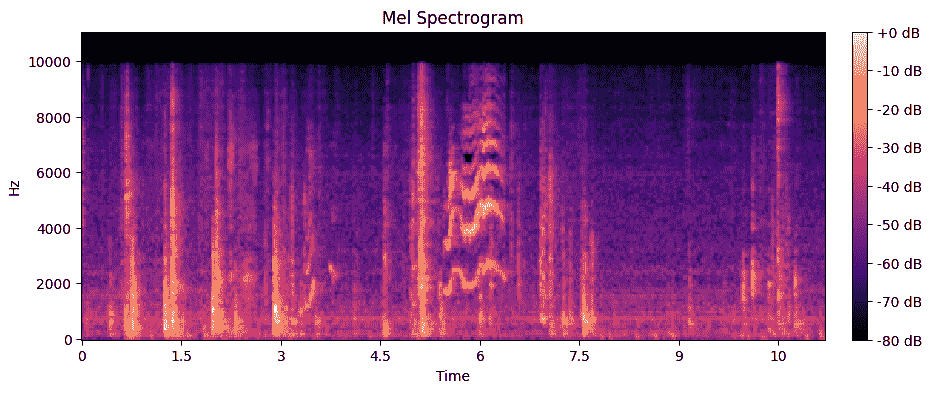 Mel Spectrogram
10000
8000
6000
4000
2000
0
Hz
0 1.5 3 4.5 6 7.5 9 10
Time
+0 dB
-10 dB
-20 dB
-30 dB
-40 dB
-50 dB
-60 dB
-70 dB
-80 dB